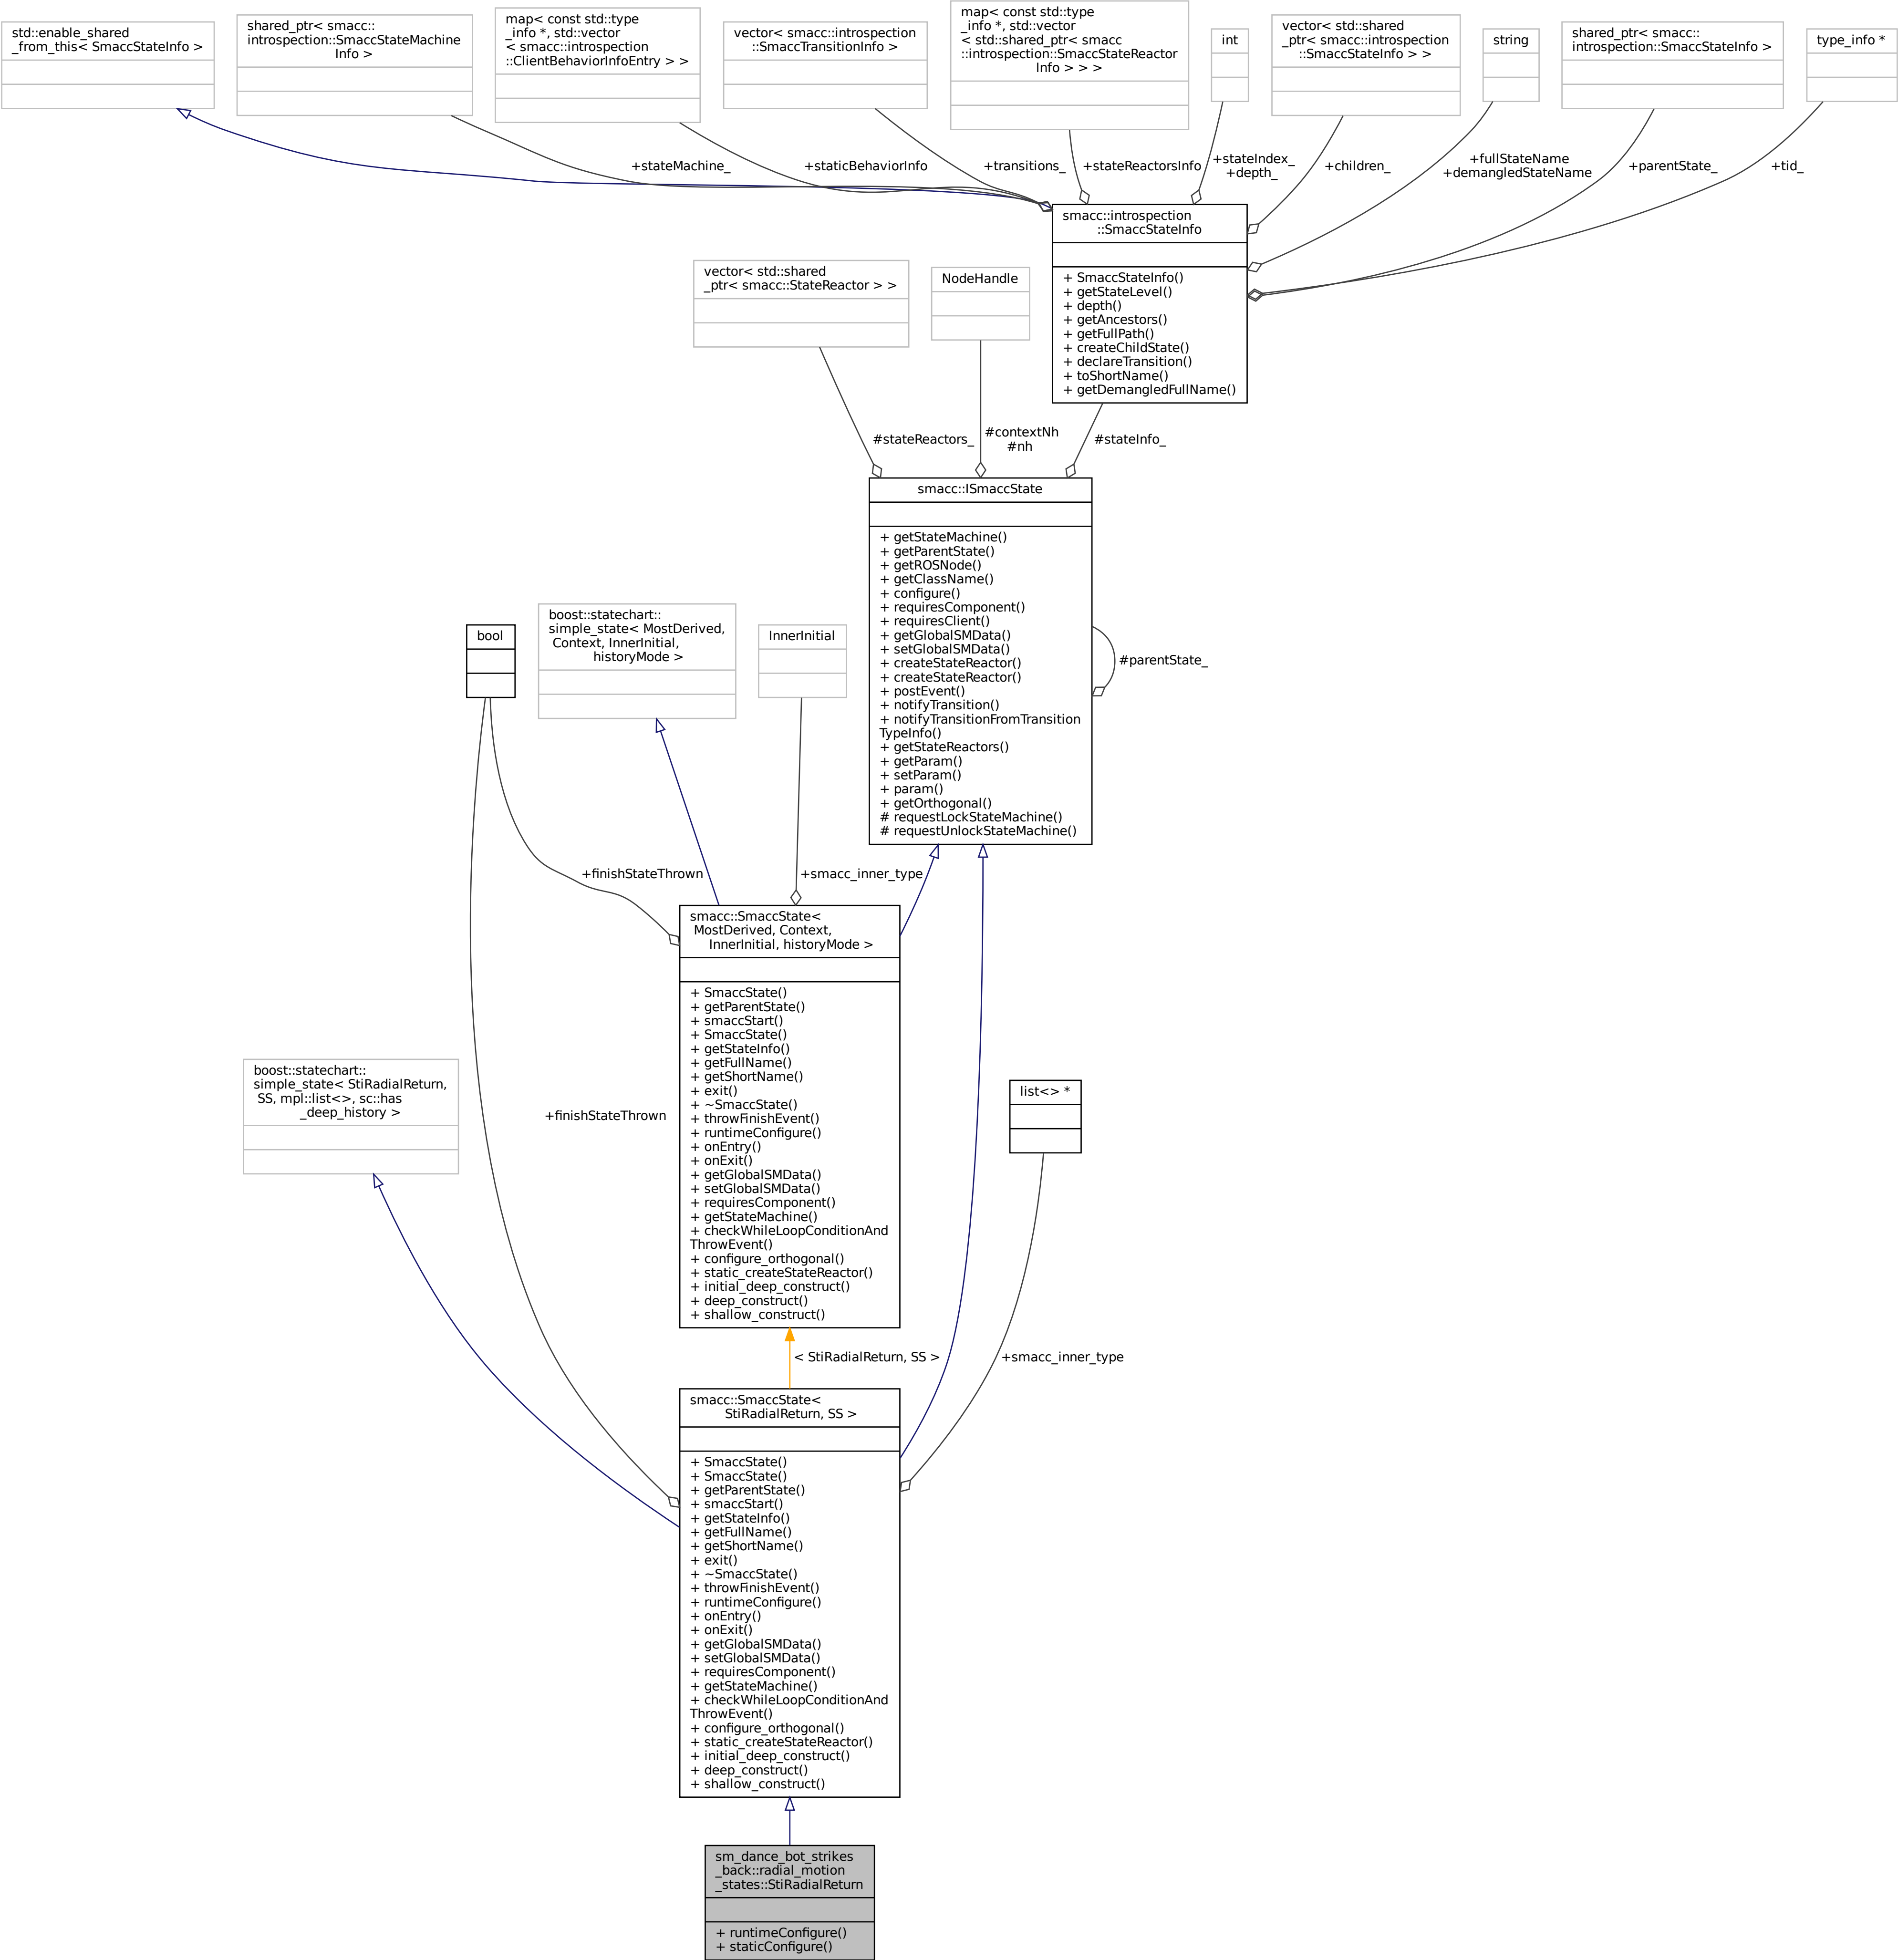 std::enable_shared
_from_this< SmaccStateInfo >
shared_ptr< smacc::
introspection::SmaccStateMachine
Info >
map< const std::type
_info *, std::vector
< smacc::introspection
::ClientBehaviorInfoEntry > >
vector< smacc::introspection
::SmaccTransitionInfo >
map< const std::type
_info *, std::vector
< std::shared_ptr< smacc
::introspection::SmaccStateReactor
Info > > >
int
vector< std::shared
_ptr< smacc::introspection
::SmaccStateInfo > >
string
shared_ptr< smacc::
introspection::SmaccStateInfo >
type_info *
+stateMachine_
+staticBehaviorInfo
+transitions_
+stateReactorsInfo
+stateIndex_
+depth_
+children_
+fullStateName
+demangledStateName
+parentState_
+tid_
smacc::introspection
::SmaccStateInfo
+ SmaccStateInfo()
+ getStateLevel()
+ depth()
+ getAncestors()
+ getFullPath()
+ createChildState()
+ declareTransition()
+ toShortName()
+ getDemangledFullName()
vector< std::shared
_ptr< smacc::StateReactor > >
NodeHandle
#stateReactors_
#contextNh
#nh
#stateInfo_
smacc::ISmaccState
+ getStateMachine()
+ getParentState()
+ getROSNode()
+ getClassName()
+ configure()
+ requiresComponent()
+ requiresClient()
+ getGlobalSMData()
+ setGlobalSMData()
+ createStateReactor()
+ createStateReactor()
+ postEvent()
+ notifyTransition()
+ notifyTransitionFromTransition
TypeInfo()
+ getStateReactors()
+ getParam()
+ setParam()
+ param()
+ getOrthogonal()
# requestLockStateMachine()
# requestUnlockStateMachine()
#parentState_
bool
boost::statechart::
simple_state< MostDerived,
Context, InnerInitial,
historyMode >
InnerInitial
+finishStateThrown
+smacc_inner_type
smacc::SmaccState<
MostDerived, Context,
InnerInitial, historyMode >
+ SmaccState()
+ getParentState()
+ smaccStart()
+ SmaccState()
+ getStateInfo()
+ getFullName()
+ getShortName()
+ exit()
+ ~SmaccState()
+ throwFinishEvent()
+ runtimeConfigure()
+ onEntry()
+ onExit()
+ getGlobalSMData()
+ setGlobalSMData()
+ requiresComponent()
+ getStateMachine()
+ checkWhileLoopConditionAnd
ThrowEvent()
+ configure_orthogonal()
+ static_createStateReactor()
+ initial_deep_construct()
+ deep_construct()
+ shallow_construct()
boost::statechart::
simple_state< StiRadialReturn,
SS, mpl::list<>, sc::has
_deep_history >
+finishStateThrown
list<> *
< StiRadialReturn, SS >
+smacc_inner_type
smacc::SmaccState<
StiRadialReturn, SS >
+ SmaccState()
+ SmaccState()
+ getParentState()
+ smaccStart()
+ getStateInfo()
+ getFullName()
+ getShortName()
+ exit()
+ ~SmaccState()
+ throwFinishEvent()
+ runtimeConfigure()
+ onEntry()
+ onExit()
+ getGlobalSMData()
+ setGlobalSMData()
+ requiresComponent()
+ getStateMachine()
+ checkWhileLoopConditionAnd
ThrowEvent()
+ configure_orthogonal()
+ static_createStateReactor()
+ initial_deep_construct()
+ deep_construct()
+ shallow_construct()
sm_dance_bot_strikes
_back::radial_motion
_states::StiRadialReturn
+ runtimeConfigure()
+ staticConfigure()